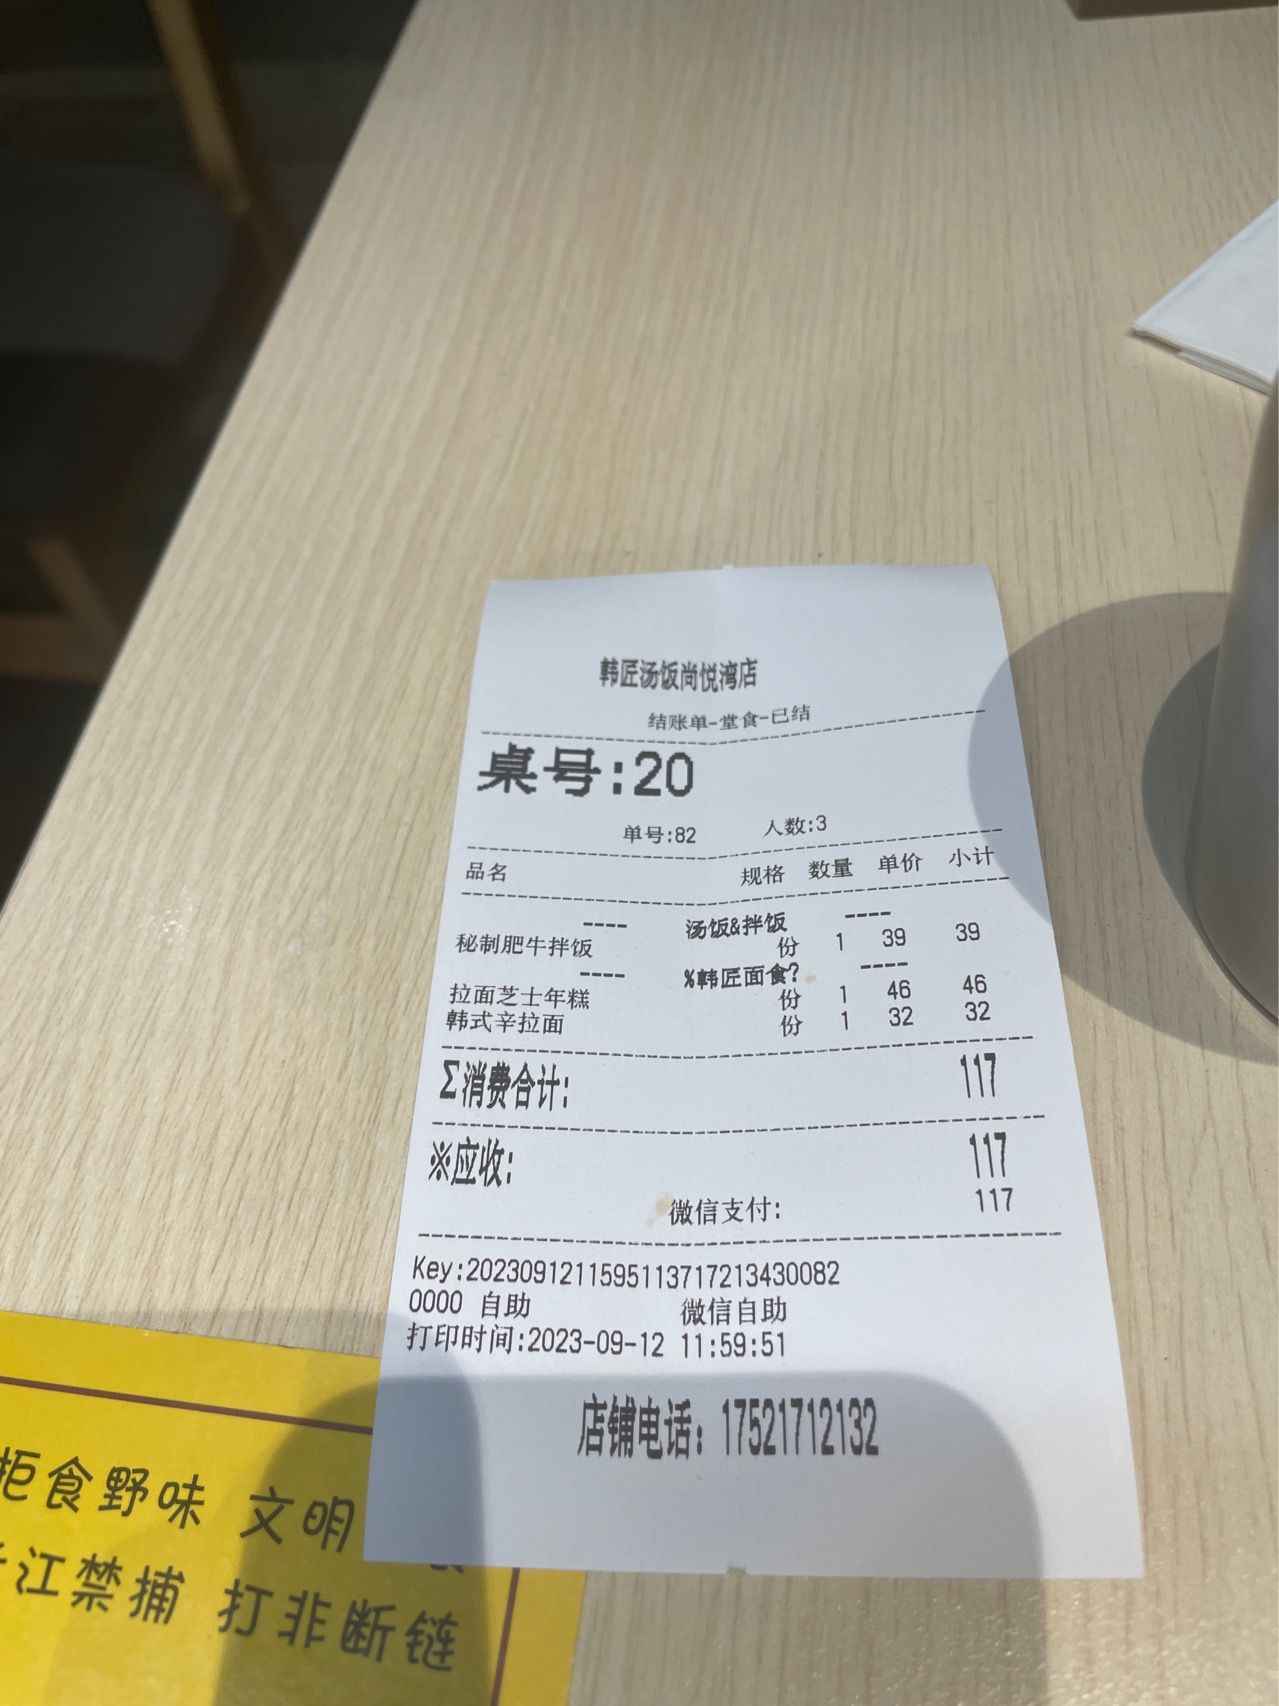 韩匠汤饭尚悦湾店
结账单-堂食-已结
桌号:20
单号:82 人数:3
品名 规格 数量 单价 小计
---- 汤饭&拌饭 ----
秘制肥牛拌饭 份 1 39 39
---- %韩匠面食? ----
拉面芝士年糕 份 1 46 46
韩式辛拉面 份 1 32 32
Σ消费合计: 117
※应收: 117
微信支付: 117
Key:2023091211595113717213430082
0000 自助 微信自助
打印时间:2023-09-12 11:59:51
店铺电话: 17521712132
拒食野味 文明
江禁捕 打非断链